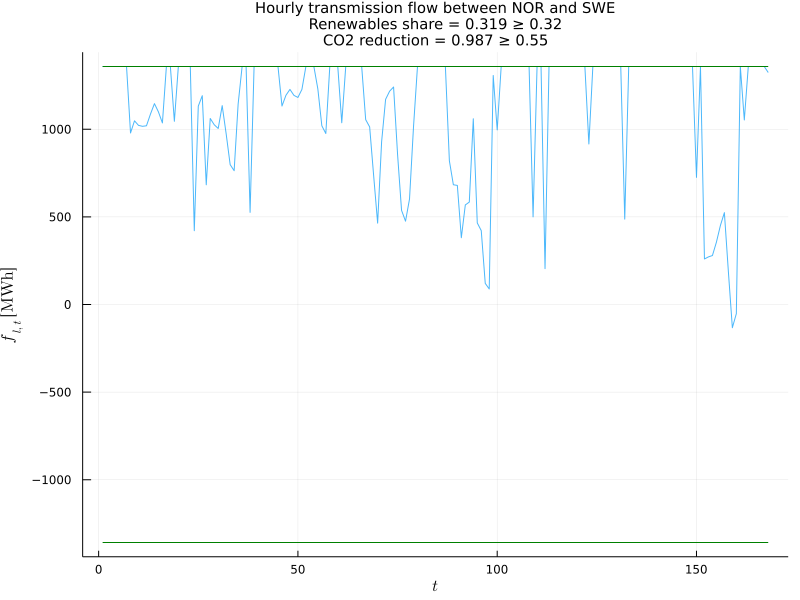 Hourly transmission flow between NOR and SWE
Renewables share = 0.319 ≥ 0.32
CO2 reduction = 0.987 ≥ 0.55
1000
500
0
−500
−1000
f_{l,t} [MWh]
0
50
100
150
t